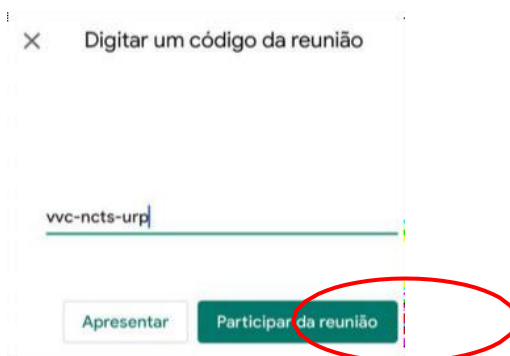 Digitar um código da reunião
vvc-ncts-urp
Apresentar
Participar da reunião